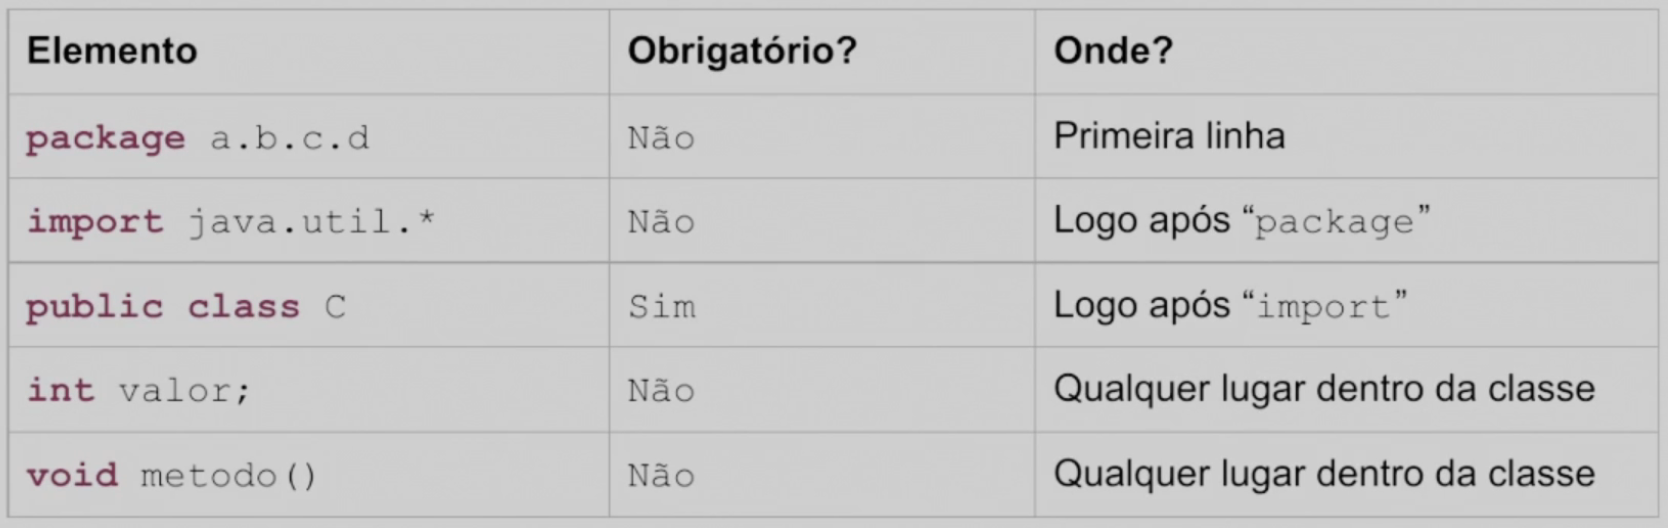 Elemento Obrigatório? Onde?
package a.b.c.d Não Primeira linha
import java.util.* Não Logo após “package”
public class C Sim Logo após “import”
int valor; Não Qualquer lugar dentro da classe
void metodo() Não Qualquer lugar dentro da classe